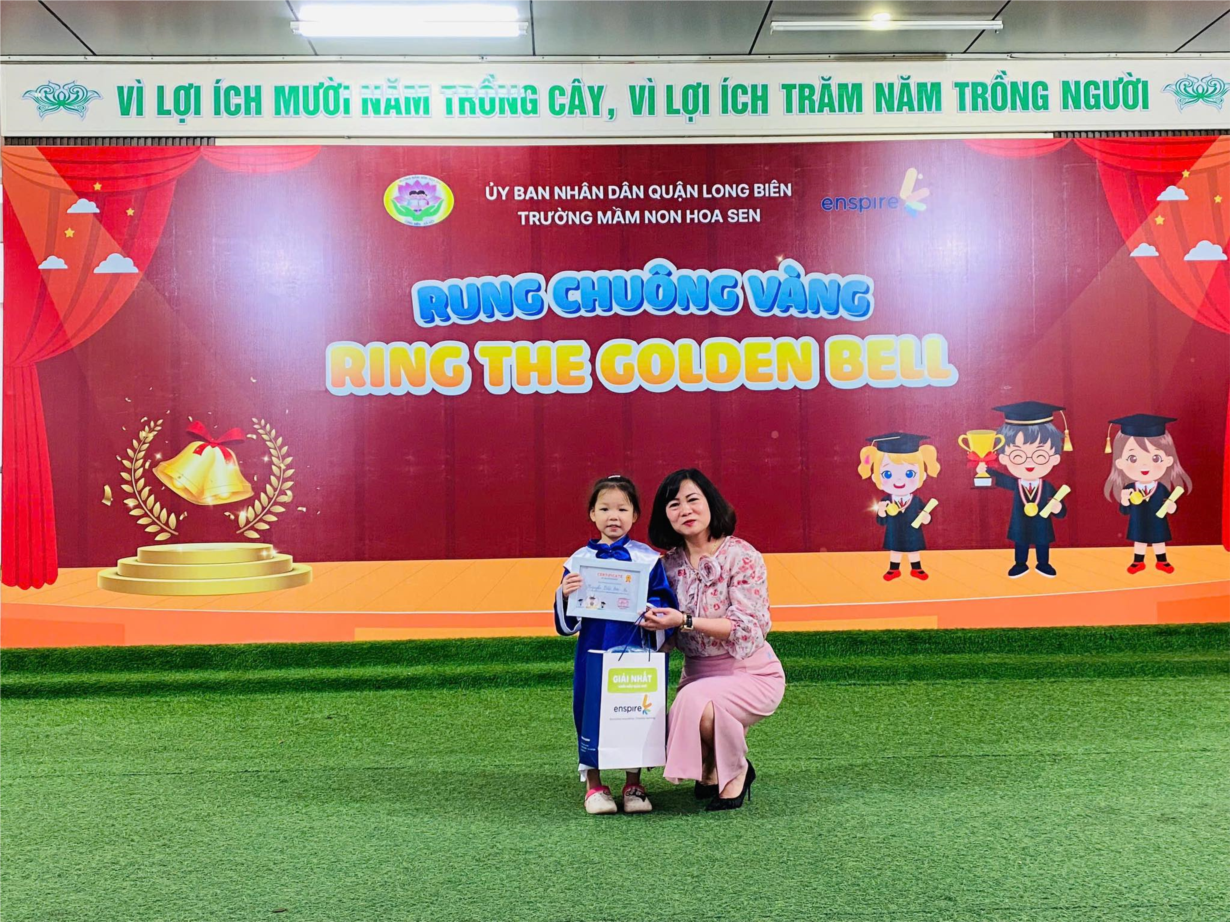 VÌ LỢI ÍCH MƯỜI NĂM TRỒNG CÂY, VÌ LỢI ÍCH TRĂM NĂM TRỒNG NGƯỜI
ỦY BAN NHÂN DÂN QUẬN LONG BIÊN
TRƯỜNG MẦM NON HOA SEN
enspire
RUNG CHUÔNG VÀNG
RING THE GOLDEN BELL
GIẢI NHẤT
enspire